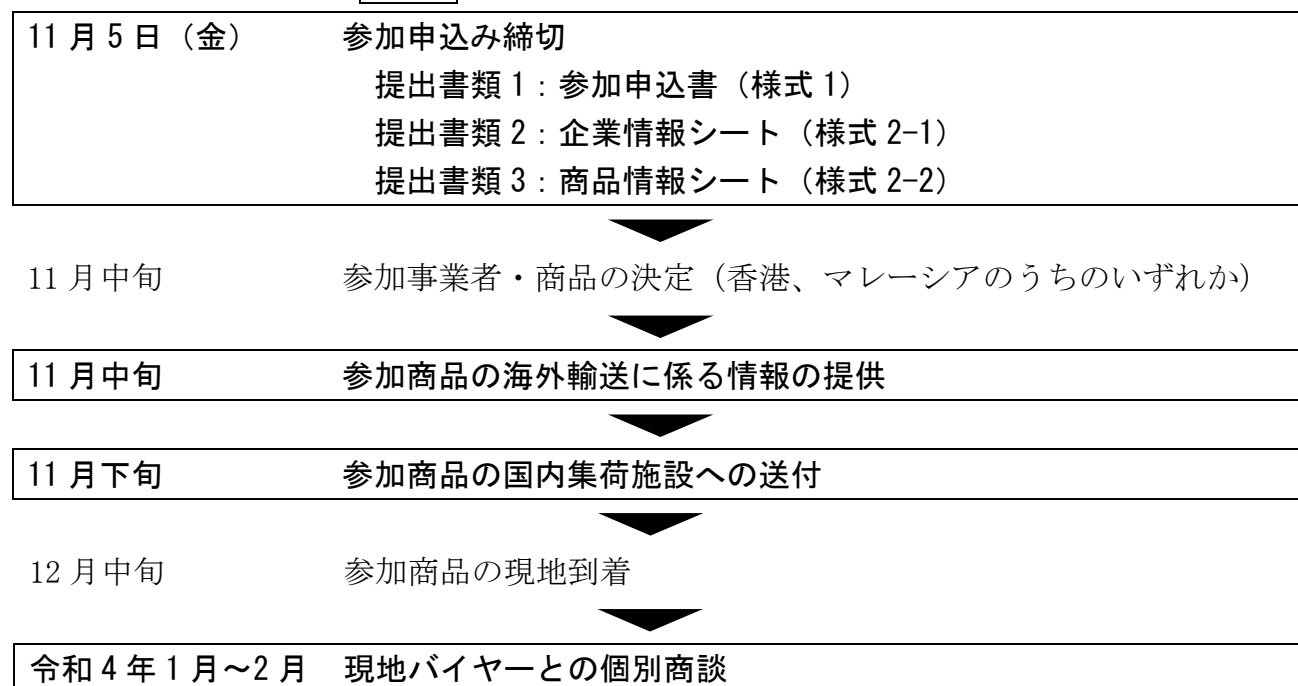 11月5日（金） 参加申込み締切
提出書類1：参加申込書（様式1）
提出書類2：企業情報シート（様式2-1）
提出書類3：商品情報シート（様式2-2）
11月中旬 参加事業者・商品の決定（香港、マレーシアのうちのいずれか）
11月中旬 参加商品の海外輸送に係る情報の提供
11月下旬 参加商品の国内集荷施設への送付
12月中旬 参加商品の現地到着
令和4年1月～2月 現地バイヤーとの個別商談